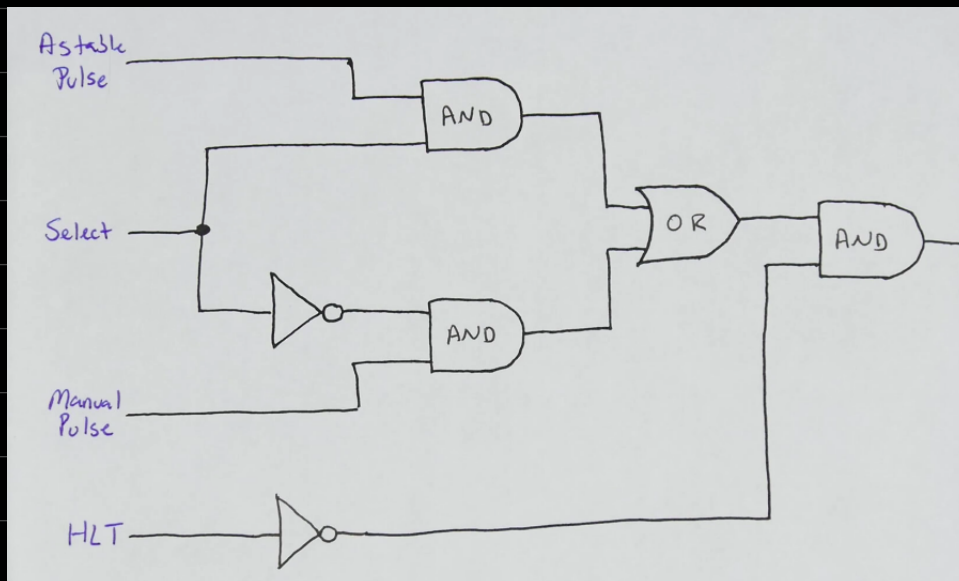 Astable
Pulse
AND
Select
OR
AND
AND
Manual
Pulse
HLT